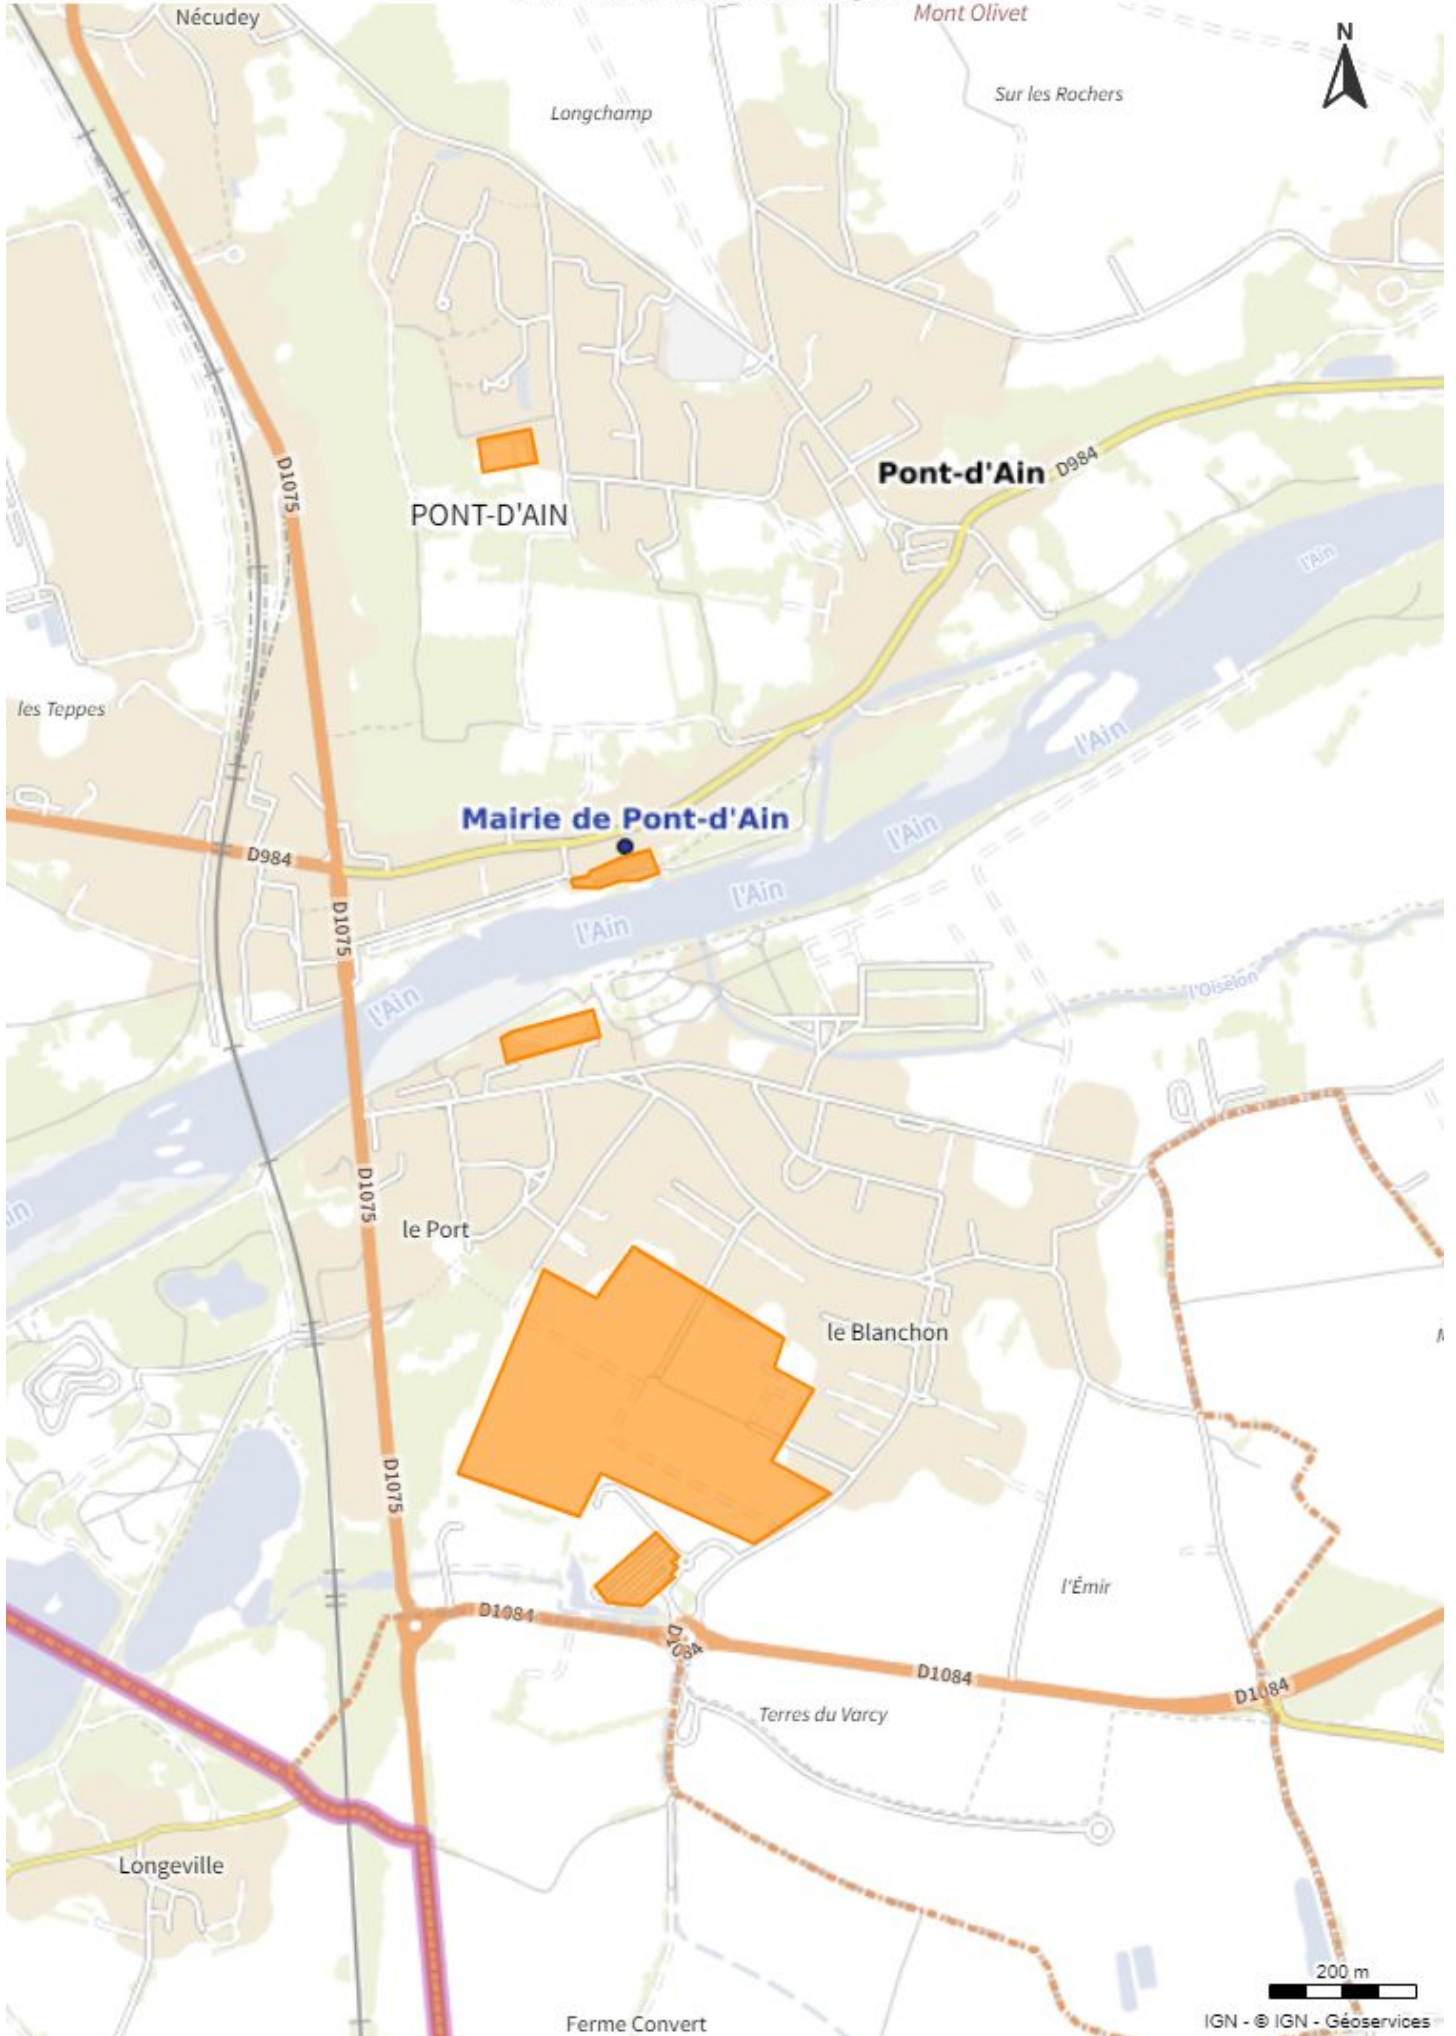 Mont Olivet
Nécudey
N
Sur les Rochers
Longchamp
D1075
Pont-d'Ain
D984
PONT-D'AIN
l'Ain
les Teppes
l'Ain
Mairie de Pont-d'Ain
l'Ain
D984
l'Ain
D1075
l'Ain
l'Oiselon
l'Ain
D1075
in
le Port
le Blanchon
M
D1075
l'Émir
D1084
D1084
D1084
D1084
Terres du Varcy
Longeville
200 m
Ferme Convert
IGN - © IGN - Géoservices